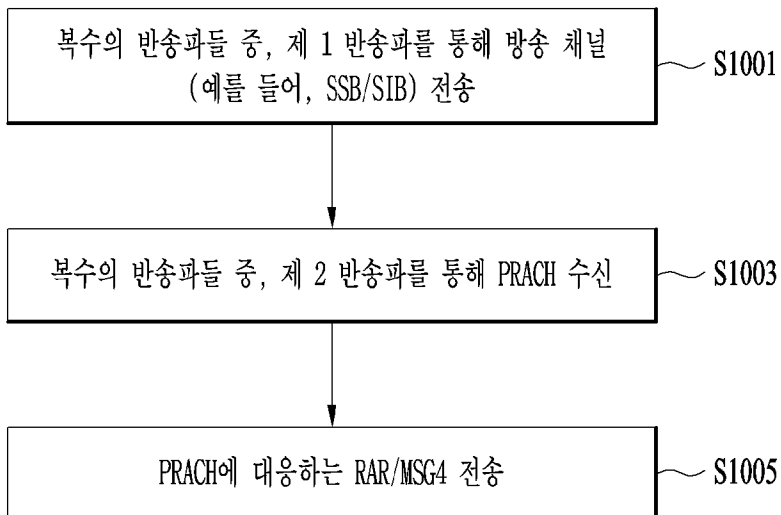 복수의 반송파들 중, 제 1 반송파를 통해 방송 채널
(예를 들어, SSB/SIB) 전송
S1001
복수의 반송파들 중, 제 2 반송파를 통해 PRACH 수신
S1003
PRACH에 대응하는 RAR/MSG4 전송
S1005